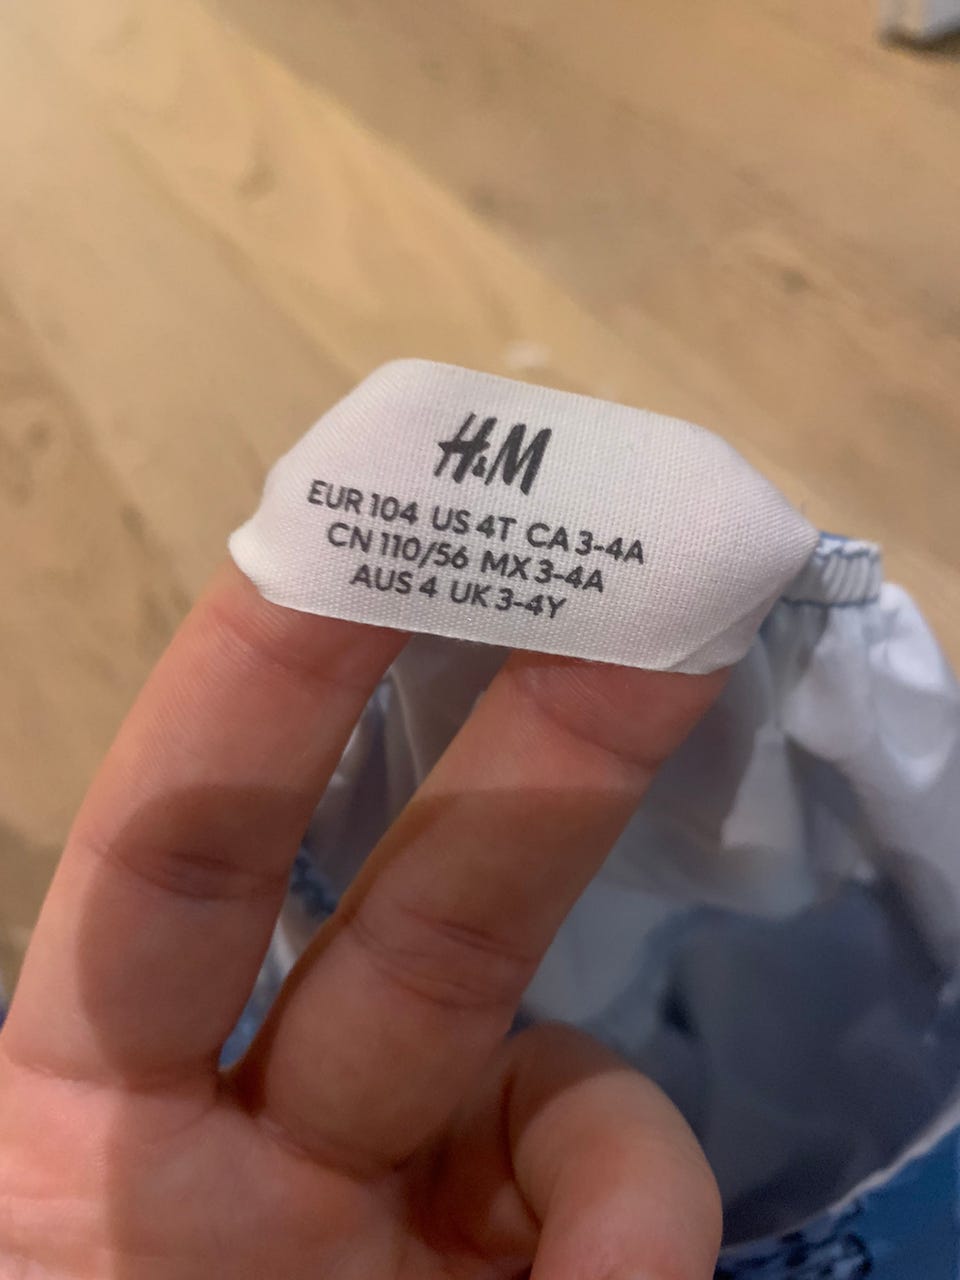 H&M
EUR 104 US 4T CA 3-4A
CN 110/56 MX 3-4A
AUS 4 UK 3-4Y